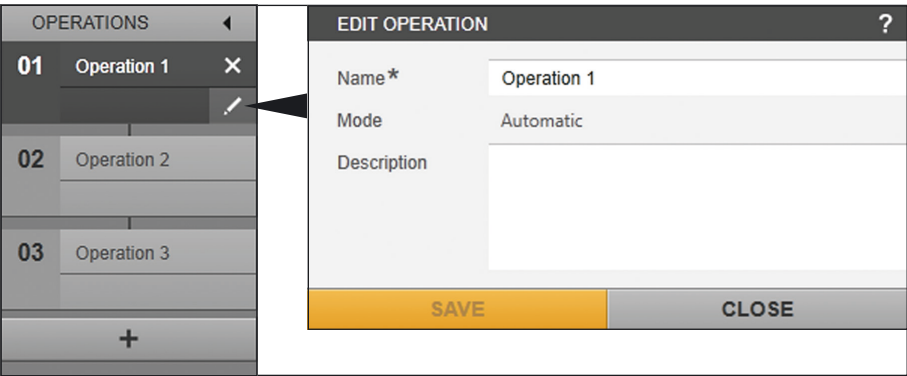 OPERATIONS
01 Operation 1
02 Operation 2
03 Operation 3
+
EDIT OPERATION ?
Name* Operation 1
Mode Automatic
Description
SAVE CLOSE